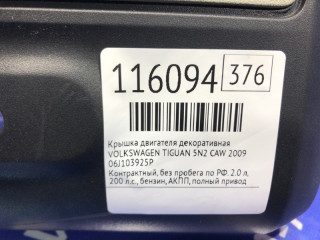 116094 376
Крышка двигателя декоративная
VOLKSWAGEN TIGUAN 5N2 CAW 2009
06J103925P
Контрактный, без пробега по РФ. 2.0 л,
200 л.с., бензин, АКПП, полный привод